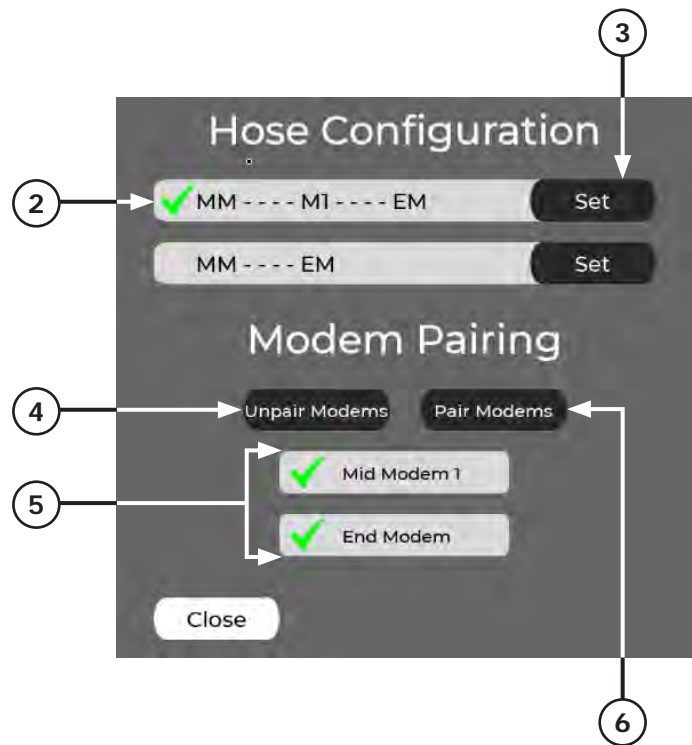 3
Hose Configuration
2
MM - - - - M1 - - - - EM Set
MM - - - - EM Set
Modem Pairing
4
Unpair Modems Pair Modems
5
Mid Modem 1
End Modem
Close
6